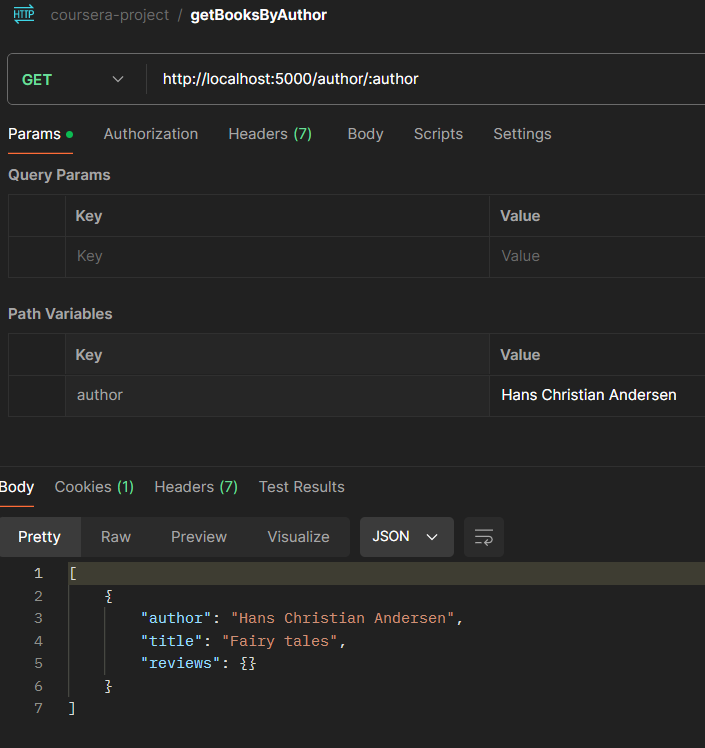 HTTP coursera-project / getBooksByAuthor
GET http://localhost:5000/author/:author
Params Authorization Headers (7) Body Scripts Settings
Query Params
Key Value
Key Value
Path Variables
Key Value
author Hans Christian Andersen
Body Cookies (1) Headers (7) Test Results
Pretty Raw Preview Visualize JSON
1 [
2 {
3 "author": "Hans Christian Andersen",
4 "title": "Fairy tales",
5 "reviews": {}
6 }
7 ]